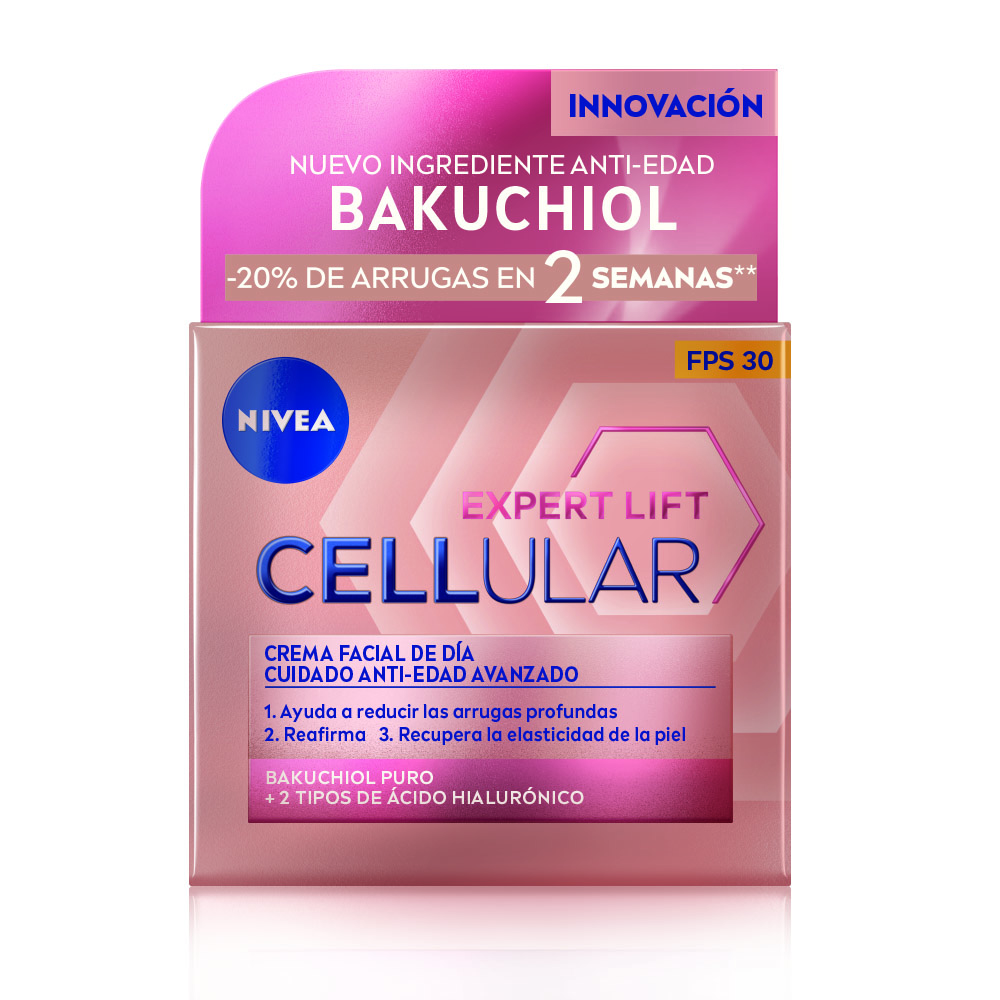 INNOVACIÓN
NUEVO INGREDIENTE ANTI-EDAD
BAKUCHIOL
-20% DE ARRUGAS EN 2 SEMANAS**
FPS 30
NIVEA
EXPERT LIFT
CELLULAR
CREMA FACIAL DE DÍA
CUIDADO ANTI-EDAD AVANZADO
1. Ayuda a reducir las arrugas profundas
2. Reafirma 3. Recupera la elasticidad de la piel
BAKUCHIOL PURO
+ 2 TIPOS DE ÁCIDO HIALURÓNICO